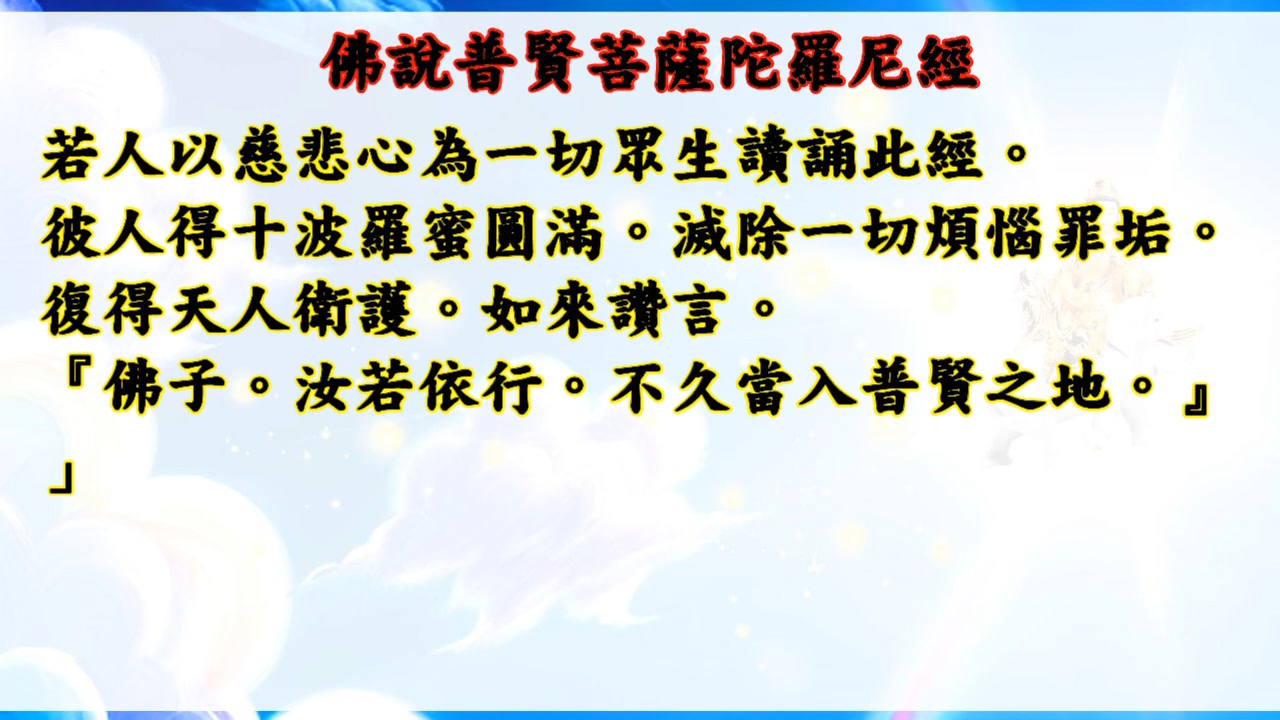 佛說普賢菩薩陀羅尼經
若人以慈悲心為一切眾生讀誦此經。
彼人得十波羅蜜圓滿。滅除一切煩惱罪垢。
復得天人衛護。如來讚言。
『佛子。汝若依行。不久當入普賢之地。』
」